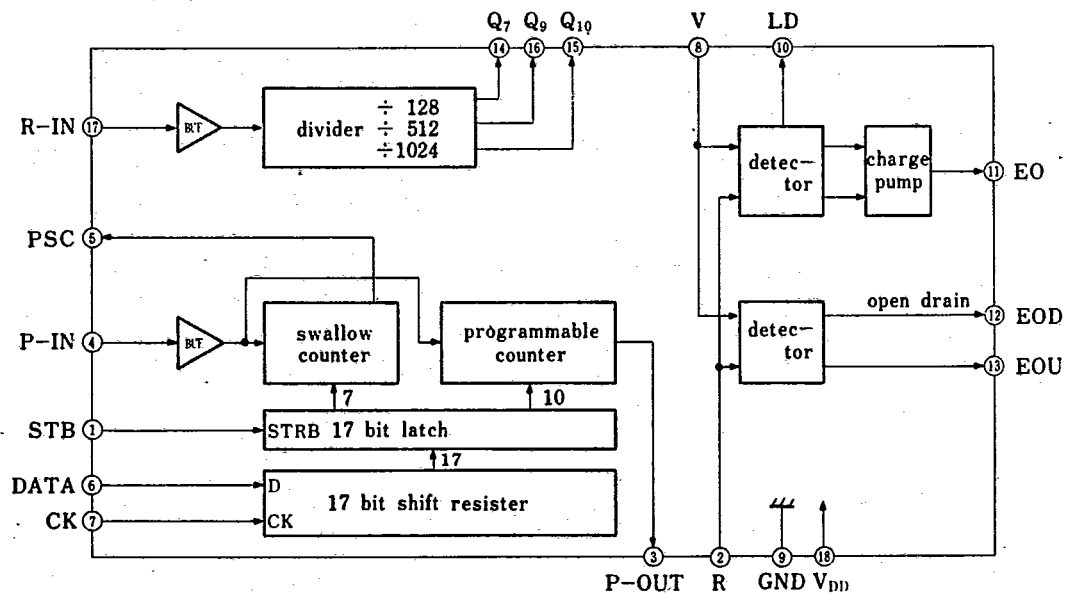 Q7 Q9 Q10 V LD
14 16 15 8 10
R-IN 17
BUF
divider
÷ 128
÷ 512
÷1024
detec-
tor
charge
pump
11 EO
PSC 5
P-IN 4
BUF
swallow
counter
programmable
counter
detec-
tor
open drain
12 EOD
13 EOU
7
10
STB 1
STRB 17 bit latch
17
DATA 6
D
17 bit shift resister
CK 7
CK
3 2 9 18
P-OUT R GND VDD